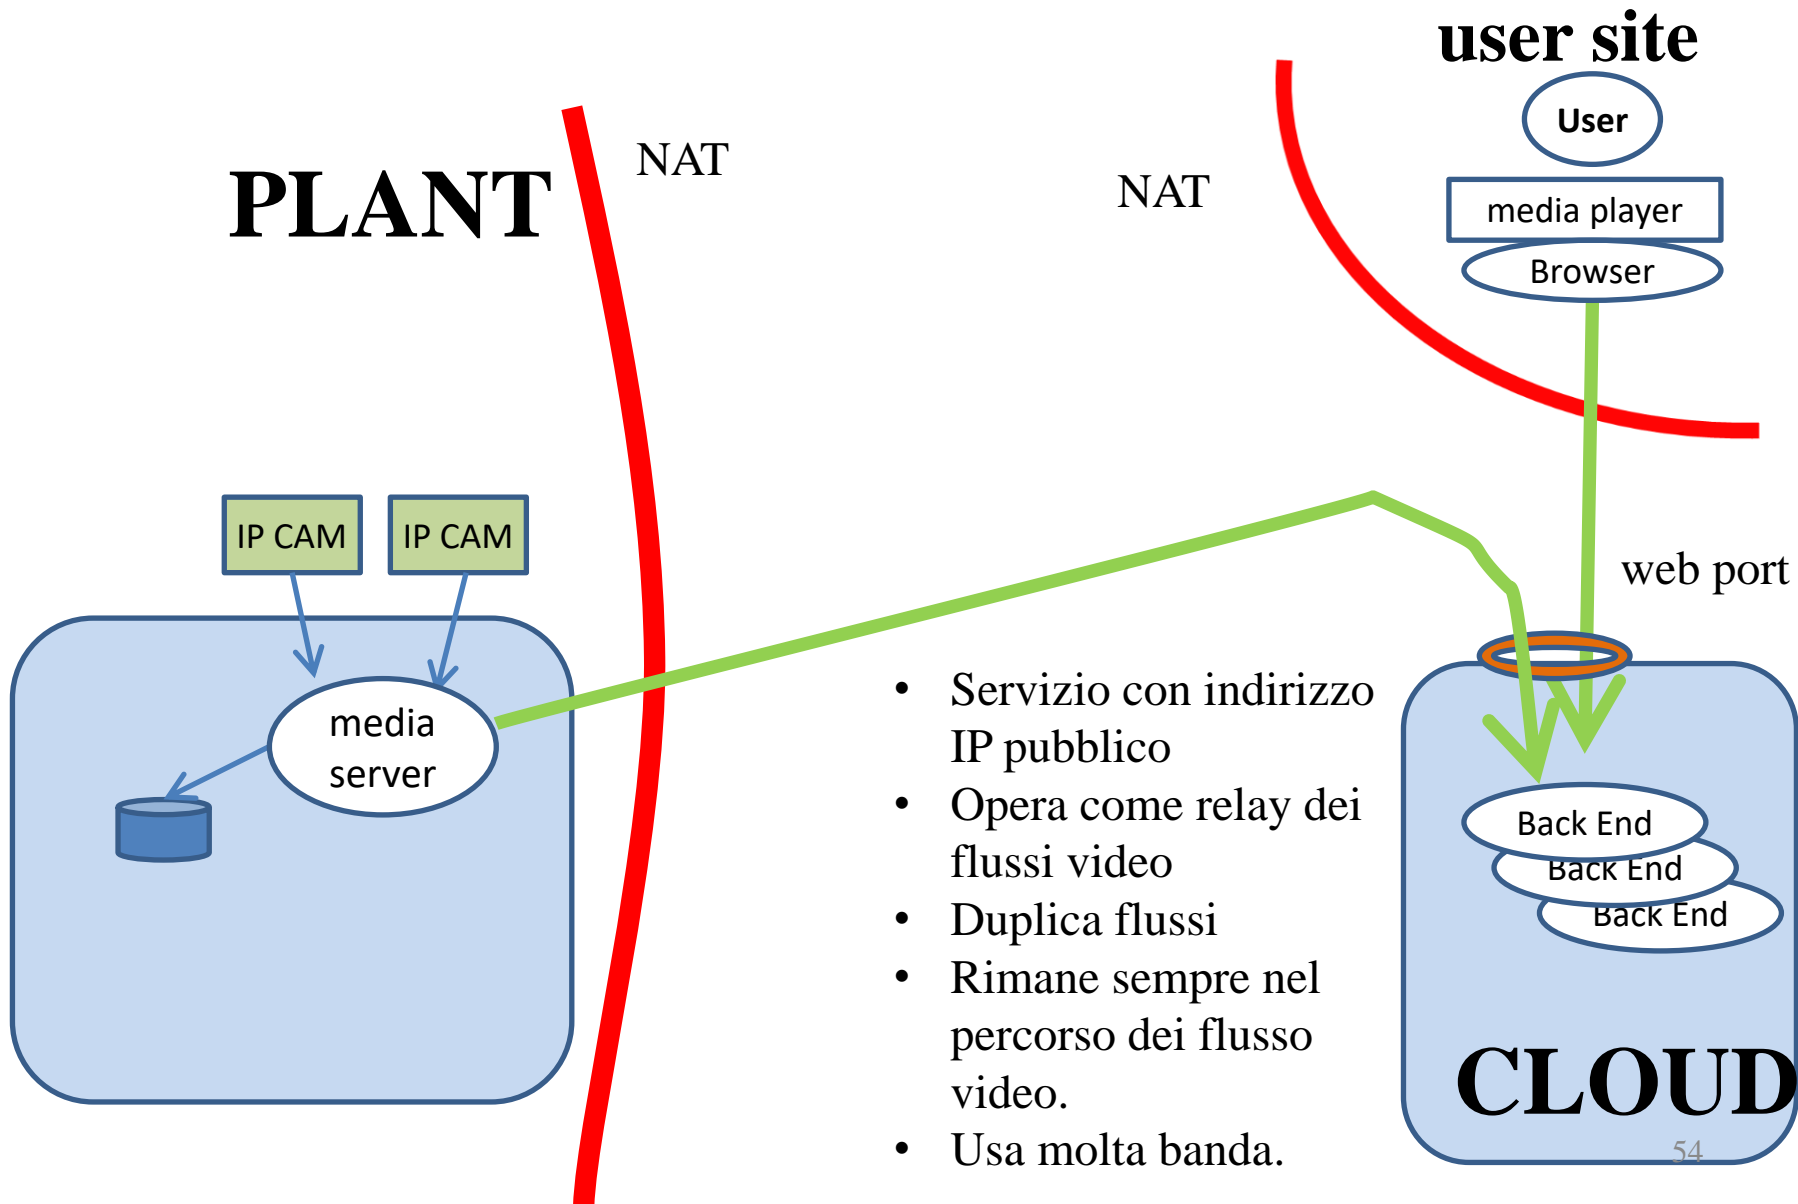 user site
User
media player
Browser
PLANT
NAT
NAT
IP CAM
IP CAM
media
server
web port
• Servizio con indirizzo
IP pubblico
• Opera come relay dei
flussi video
• Duplica flussi
• Rimane sempre nel
percorso dei flusso
video.
• Usa molta banda.
Back End
Back End
Back End
CLOUD
54